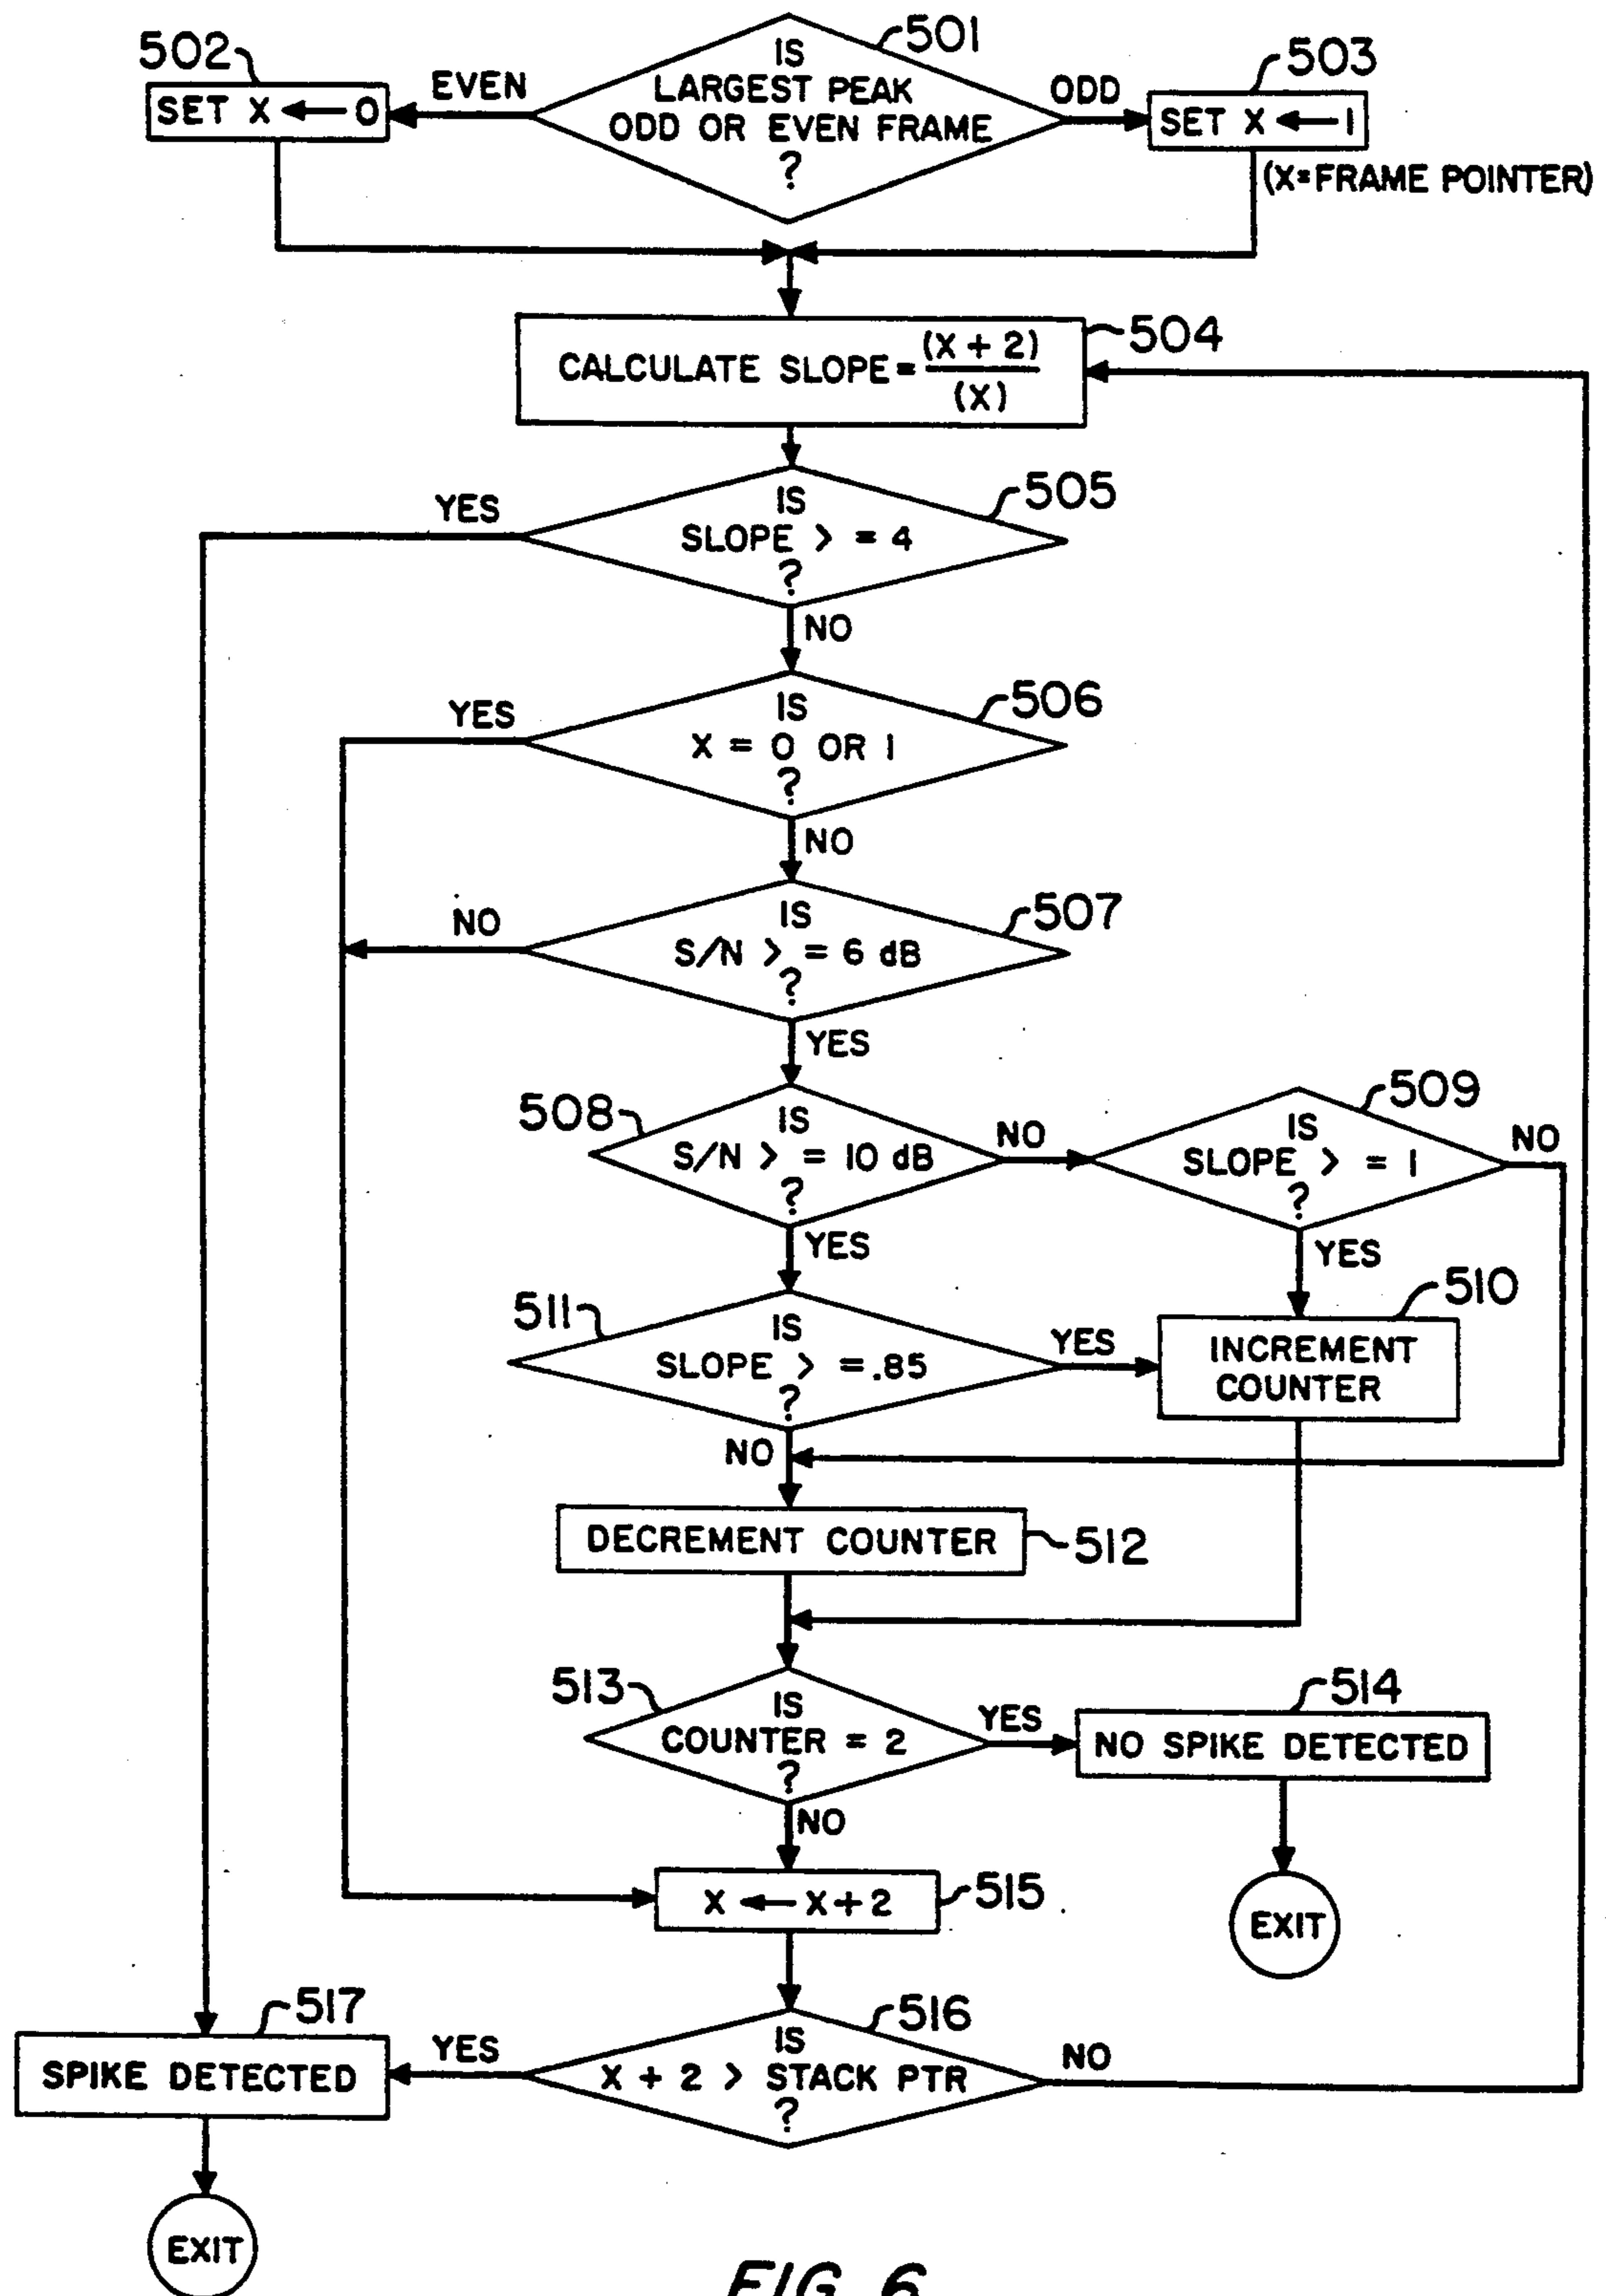 501
IS
LARGEST PEAK
ODD OR EVEN FRAME
?
502
EVEN
SET X ← 0
ODD
503
SET X ← 1
(X=FRAME POINTER)
504
CALCULATE SLOPE = (X + 2)
(X)
505
IS
SLOPE > = 4
?
YES
NO
506
IS
X = 0 OR 1
?
YES
NO
507
IS
S/N > = 6 dB
?
NO
YES
508
IS
S/N > = 10 dB
?
NO
YES
509
IS
SLOPE > = 1
?
NO
YES
510
INCREMENT
COUNTER
511
IS
SLOPE > = .85
?
YES
NO
DECREMENT COUNTER
512
513
IS
COUNTER = 2
?
YES
NO
514
NO SPIKE DETECTED
EXIT
X ← X + 2
515
516
IS
X + 2 > STACK PTR
?
YES
NO
517
SPIKE DETECTED
EXIT
FIG. 6